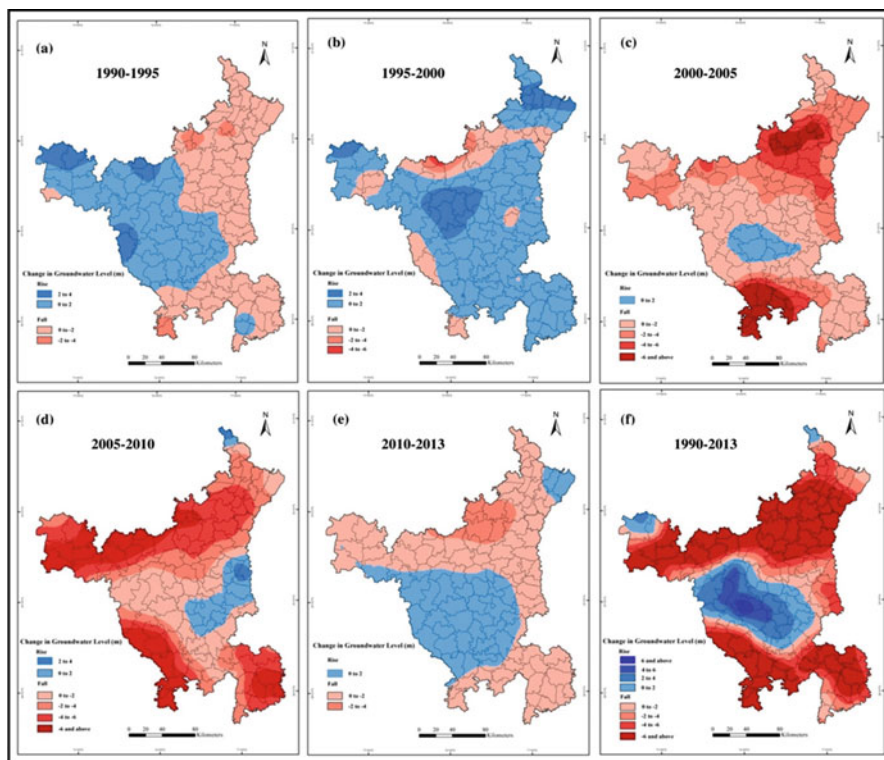 (a)
N
1990-1995
Change in Groundwater Level (m)
Rise
2 to 4
0 to 2
Fall
0 to -2
-2 to -4
0 20 40 80
Kilometers
(b)
N
1995-2000
Change in Groundwater Level (m)
Rise
2 to 4
0 to 2
Fall
0 to -2
-2 to -4
-4 to -6
0 20 40 80
Kilometers
(c)
N
2000-2005
Change in Groundwater Level (m)
Rise
0 to 2
Fall
0 to -2
-2 to -4
-4 to -6
-6 and above
0 20 40 80
Kilometers
(d)
N
2005-2010
Change in Groundwater Level (m)
Rise
2 to 4
0 to 2
Fall
0 to -2
-2 to -4
-4 to -6
-6 and above
0 20 40 80
Kilometers
(e)
N
2010-2013
Change in Groundwater Level (m)
Rise
0 to 2
Fall
0 to -2
-2 to -4
0 20 40 80
Kilometers
(f)
N
1990-2013
Change in Groundwater Level (m)
Rise
6 and above
4 to 6
2 to 4
0 to 2
Fall
0 to -2
-2 to -4
-4 to -6
-6 and above
0 20 40 80
Kilometers